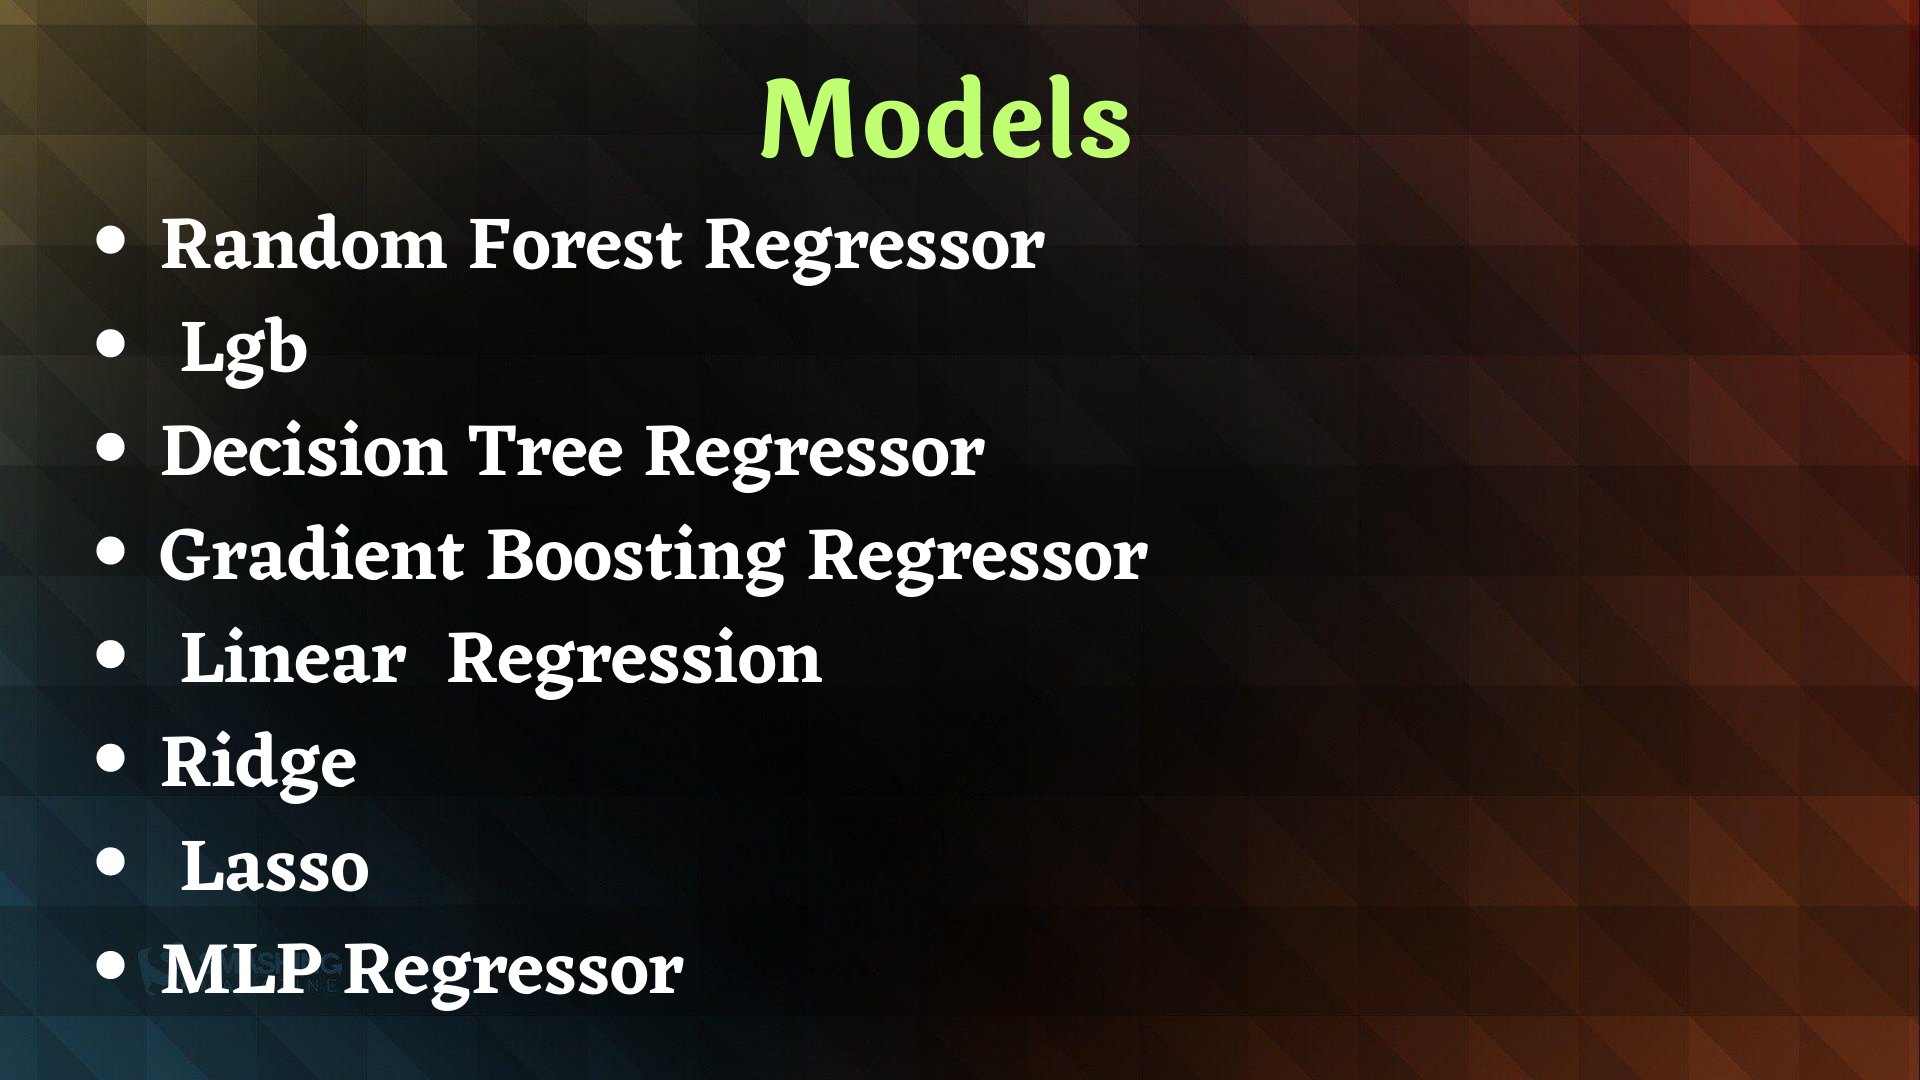 Models
• Random Forest Regressor
• Lgb
• Decision Tree Regressor
• Gradient Boosting Regressor
• Linear Regression
• Ridge
• Lasso
• MLP Regressor